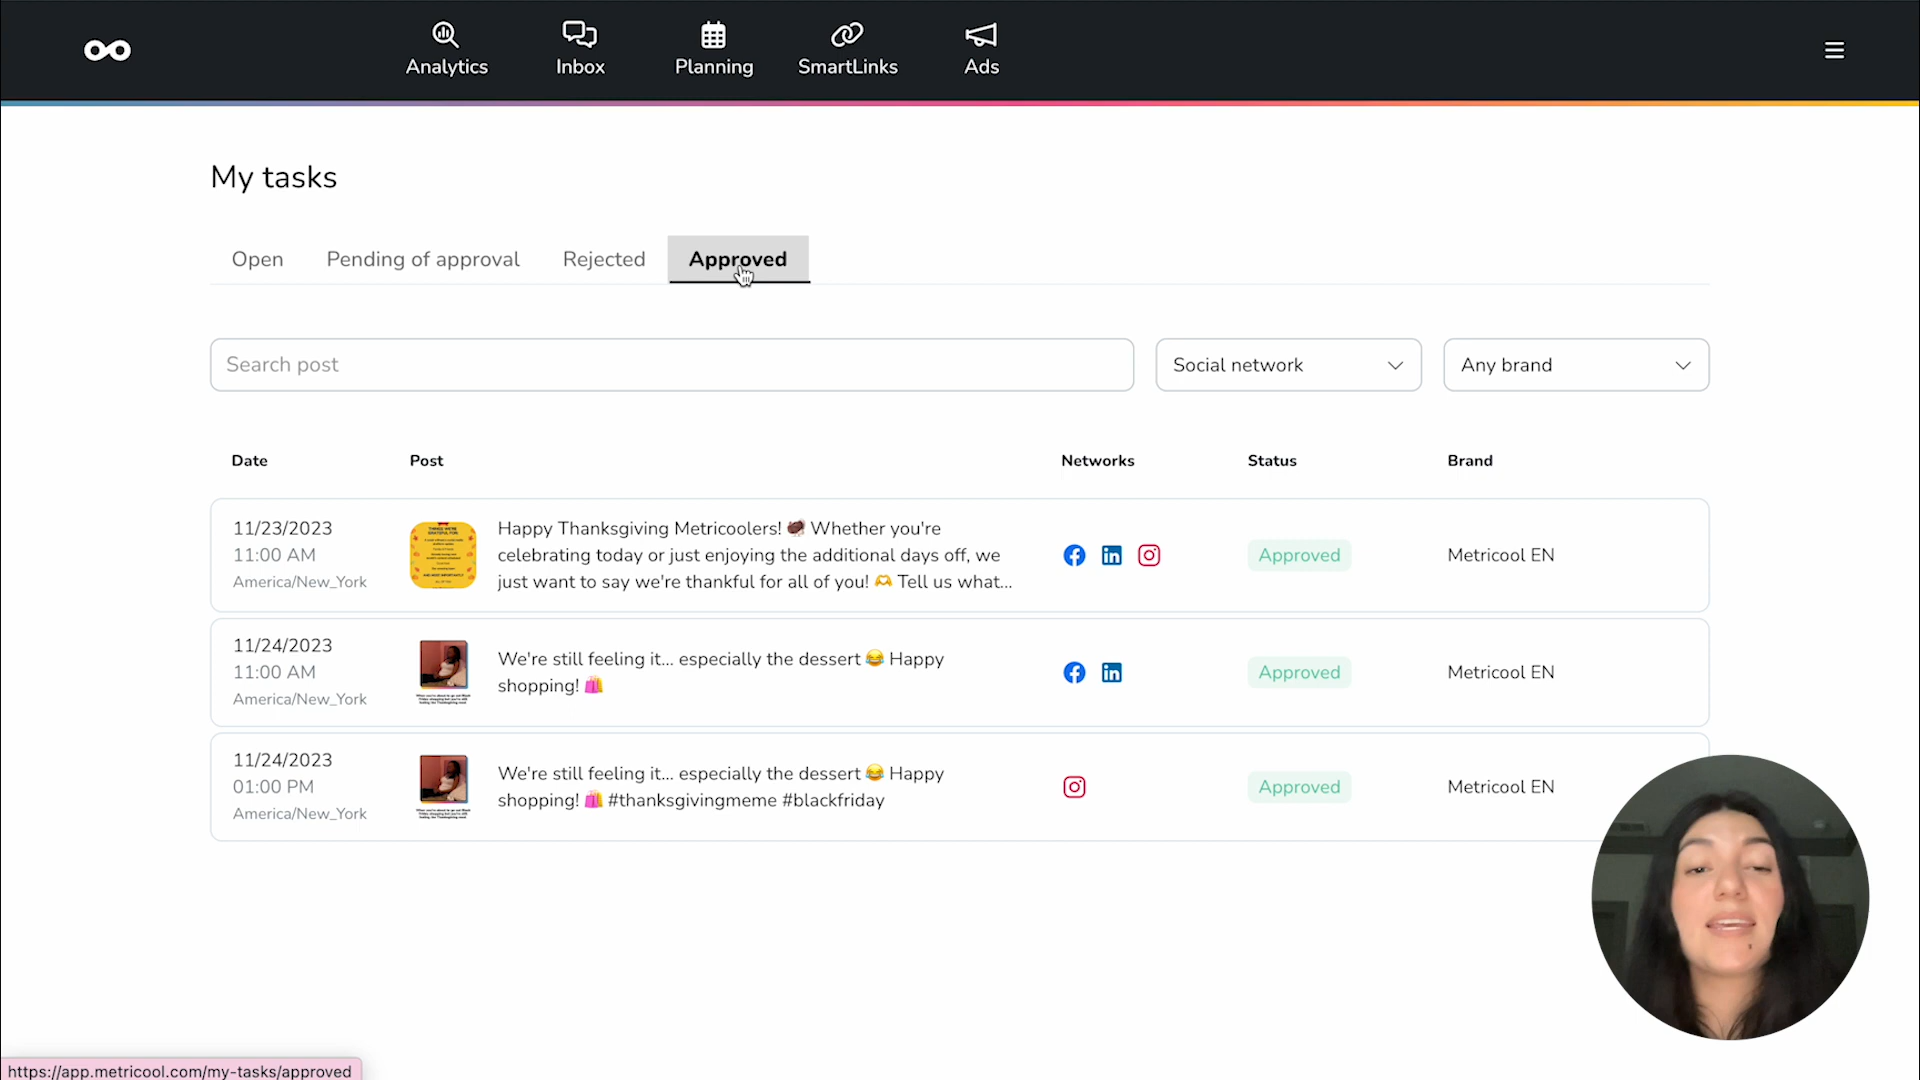 Analytics
Inbox
Planning
SmartLinks
Ads
My tasks
Open
Pending of approval
Rejected
Approved
Search post
Social network
Any brand
Date
Post
Networks
Status
Brand
11/23/2023
11:00 AM
America/New_York
Happy Thanksgiving Metricoolers! 🦃 Whether you're
celebrating today or just enjoying the additional days off, we
just want to say we're thankful for all of you! 🫶 Tell us what...
Approved
Metricool EN
11/24/2023
11:00 AM
America/New_York
We're still feeling it... especially the dessert 😂 Happy
shopping! 🛍️
Approved
Metricool EN
11/24/2023
01:00 PM
America/New_York
We're still feeling it... especially the dessert 😂 Happy
shopping! 🛍️ #thanksgivingmeme #blackfriday
Approved
Metricool EN
https://app.metricool.com/my-tasks/approved